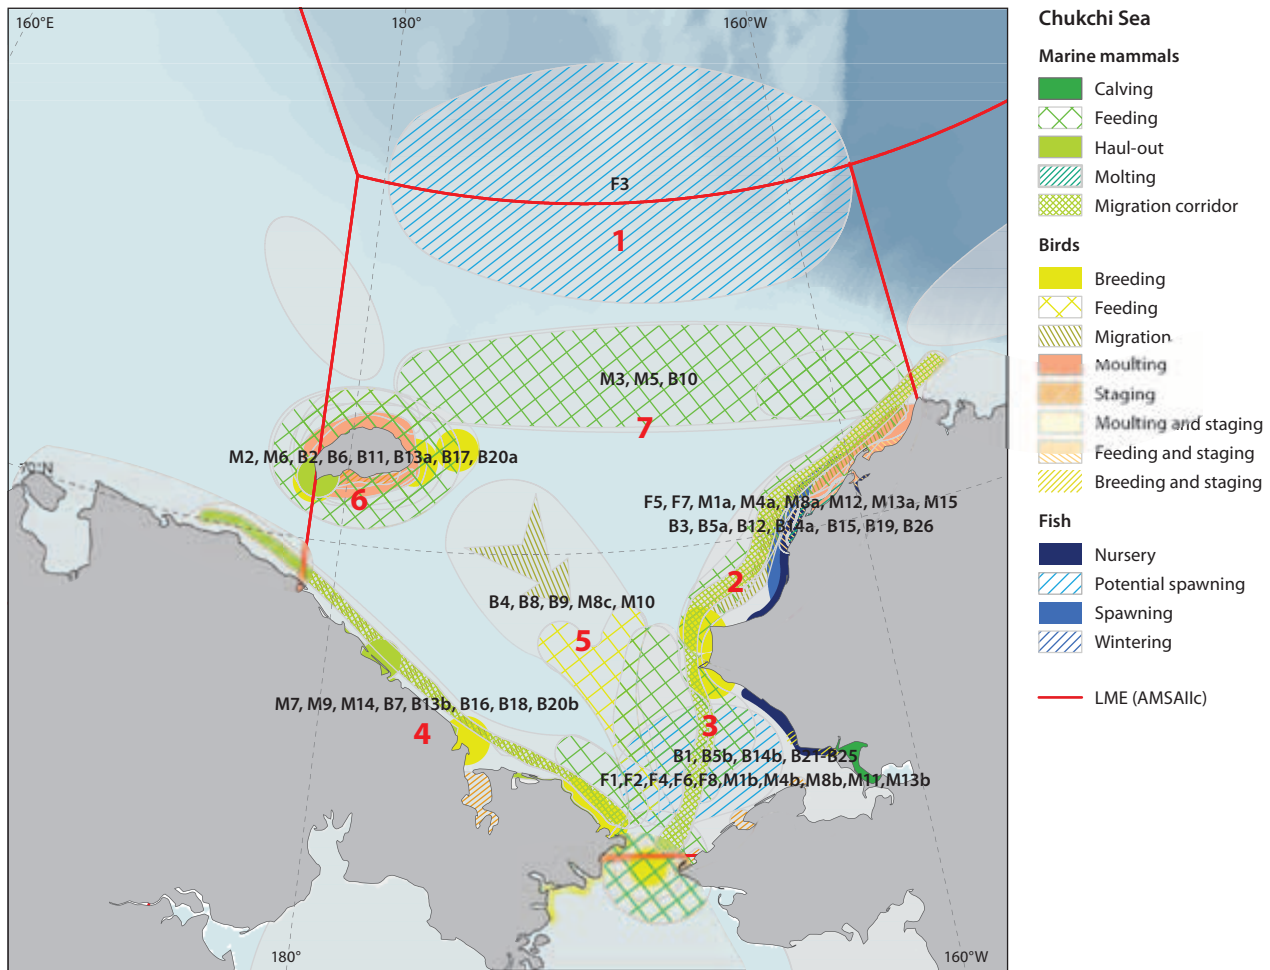 160°E
180°
160°W
F3
1
M3, M5, B10
7
M2, M6, B2, B6, B11, B13a, B17, B20a
6
70°N
F5, F7, M1a, M4a, M8a, M12, M13a, M15
B3, B5a, B12, B14a, B15, B19, B26
2
B4, B8, B9, M8c, M10
5
M7, M9, M14, B7, B13b, B16, B18, B20b
4
3
B1, B5b, B14b, B21-B25
F1,F2,F4,F6,F8,M1b,M4b,M8b,M11,M13b
180°
160°W
Chukchi Sea
Marine mammals
Calving
Feeding
Haul-out
Molting
Migration corridor
Birds
Breeding
Feeding
Migration
Moulting
Staging
Moulting and staging
Feeding and staging
Breeding and staging
Fish
Nursery
Potential spawning
Spawning
Wintering
LME (AMSAIIc)